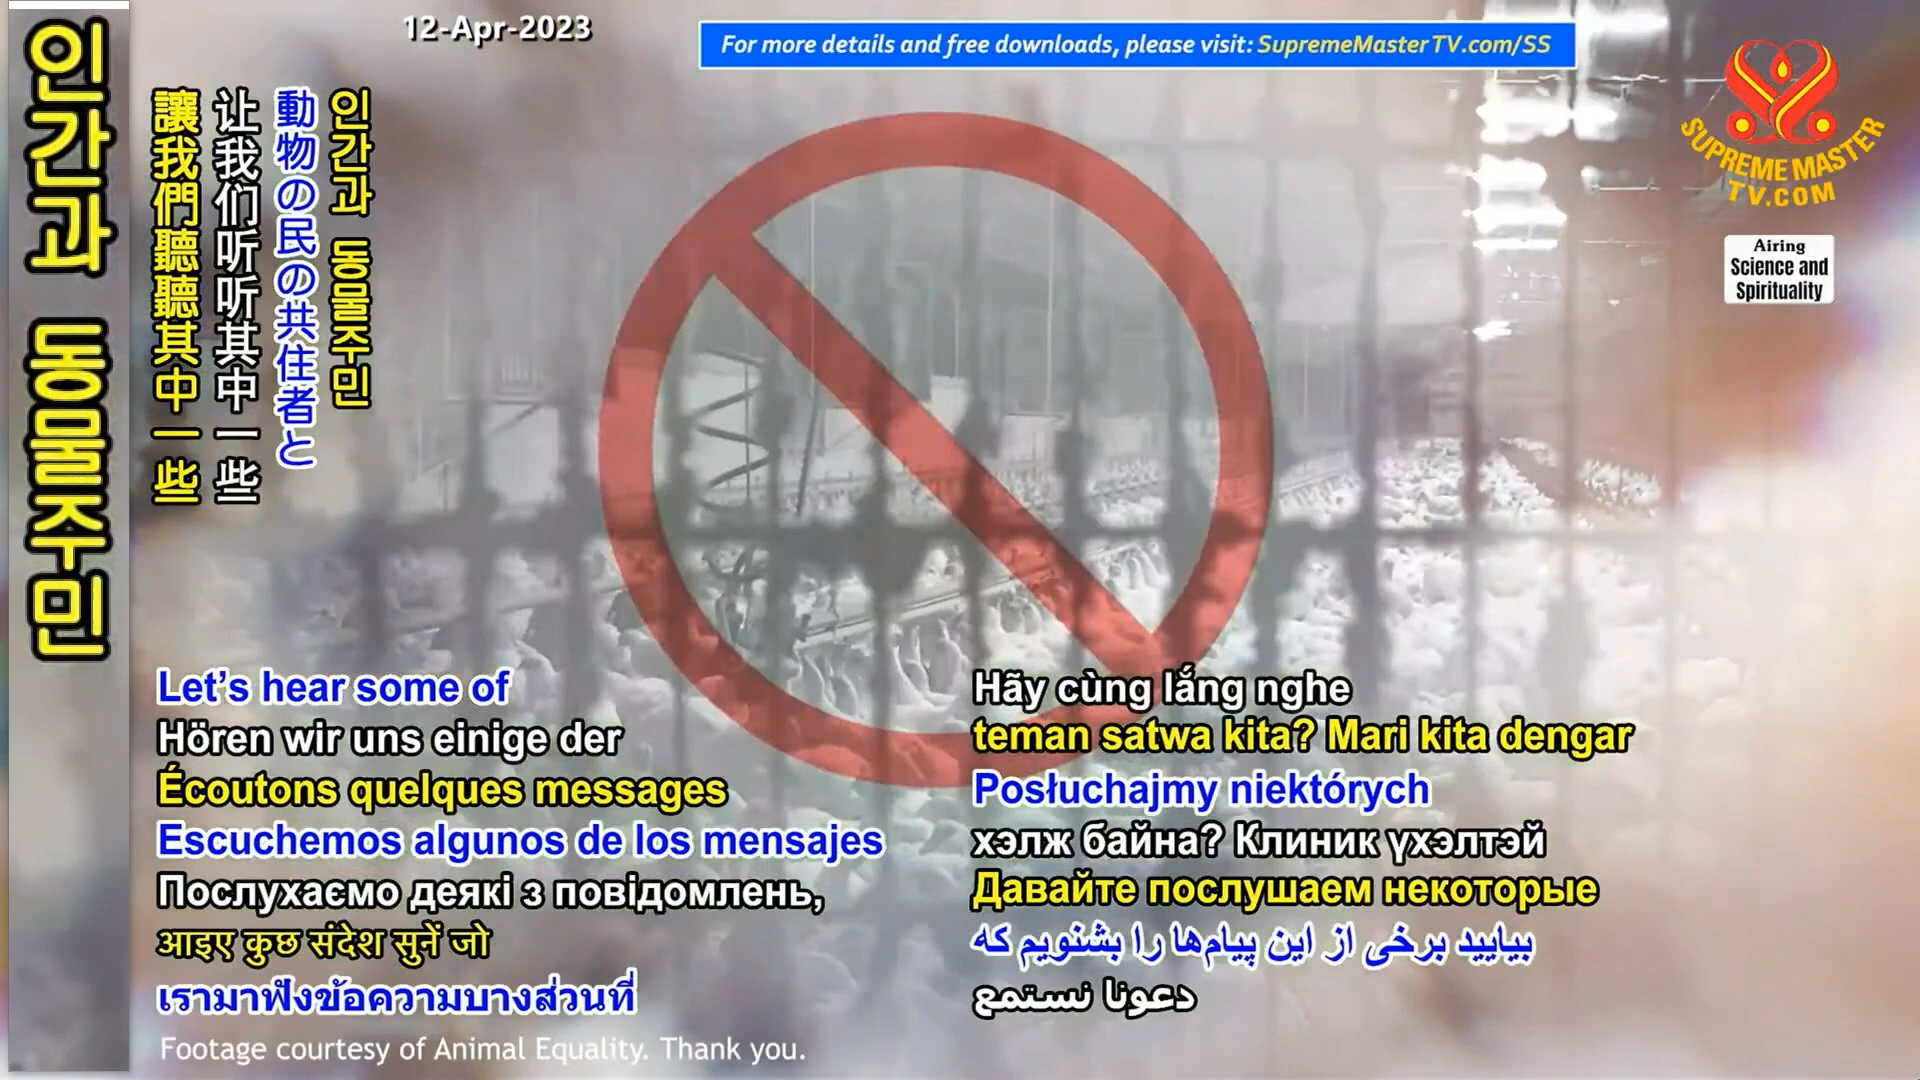 12-Apr-2023
For more details and free downloads, please visit: SupremeMasterTV.com/SS
SUPREME MASTER
TV.COM
Airing
Science and
Spirituality
인간과 동물주민
讓我們聽聽其中一些
让我们听听其中一些
動物の民の共住者と
인간과 동물주민
Let's hear some of
Hören wir uns einige der
Écoutons quelques messages
Escuchemos algunos de los mensajes
Послухаємо деякі з повідомлень,
आइए कुछ संदेश सुनें जो
เรามาฟังข้อความบางส่วนที่
Hãy cùng lắng nghe
teman satwa kita? Mari kita dengar
Posłuchajmy niektórych
хэлж байна? Клиник үхэлтэй
Давайте послушаем некоторые
بیایید برخی از این پیام‌ها را بشنویم که
دعونا نستمع
Footage courtesy of Animal Equality. Thank you.